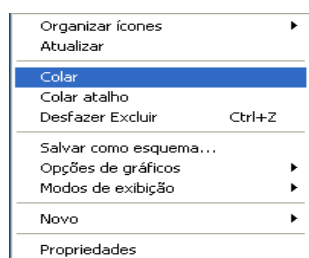 Organizar ícones
Atualizar
Colar
Colar atalho
Desfazer Excluir Ctrl+Z
Salvar como esquema...
Opções de gráficos
Modos de exibição
Novo
Propriedades